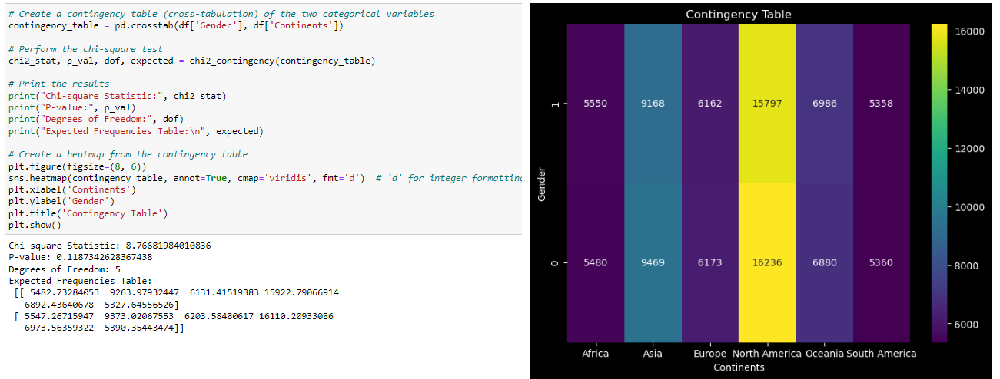 # Create a contingency table (cross-tabulation) of the two categorical variables
contingency_table = pd.crosstab(df['Gender'], df['Continents'])
# Perform the chi-square test
chi2_stat, p_val, dof, expected = chi2_contingency(contingency_table)
# Print the results
print("Chi-square Statistic:", chi2_stat)
print("P-value:", p_val)
print("Degrees of Freedom:", dof)
print("Expected Frequencies Table:\n", expected)
# Create a heatmap from the contingency table
plt.figure(figsize=(8, 6))
sns.heatmap(contingency_table, annot=True, cmap='viridis', fmt='d')  # 'd' for integer formatting
plt.xlabel('Continents')
plt.ylabel('Gender')
plt.title('Contingency Table')
plt.show()
Chi-square Statistic: 8.76681984010836
P-value: 0.1187342628367438
Degrees of Freedom: 5
Expected Frequencies Table:
[[ 5482.73284053  9263.97932447  6131.41519383 15922.79066914
6892.43640678  5327.64556526]
[ 5547.26715947  9373.02067553  6203.58480617 16110.20933086
6973.56359322  5390.35443474]]
Contingency Table
1 5550 9168 6162 15797 6986 5358
0 5480 9469 6173 16236 6880 5360
Gender
Africa Asia Europe North America Oceania South America
Continents
16000
14000
12000
10000
8000
6000